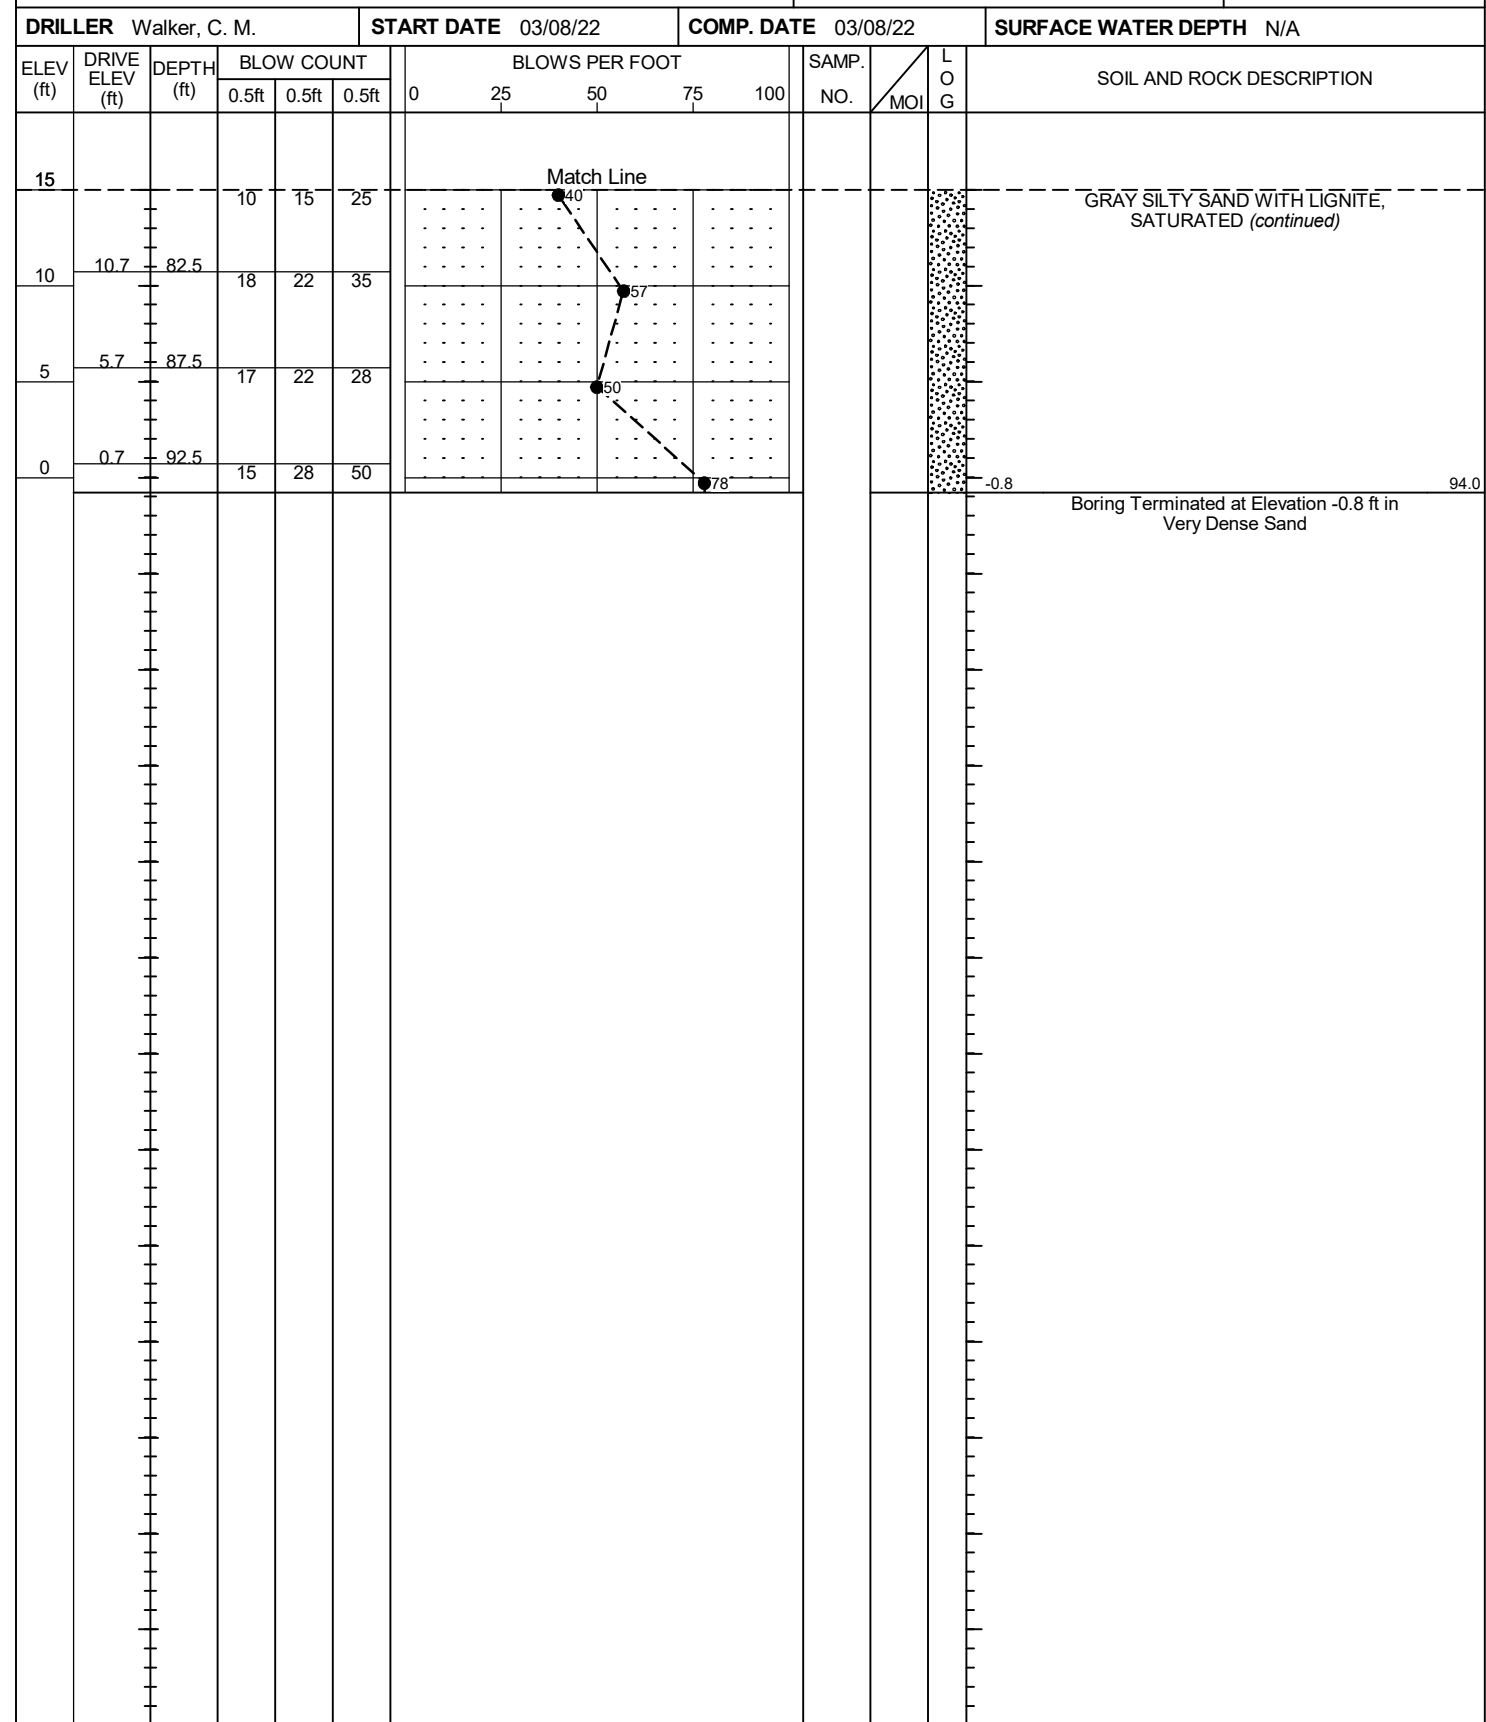 DRILLER Walker, C. M. START DATE 03/08/22 COMP. DATE 03/08/22 SURFACE WATER DEPTH N/A
ELEV (ft) DRIVE ELEV (ft) DEPTH (ft) BLOW COUNT BLOWS PER FOOT SAMP. NO. MOI LOG SOIL AND ROCK DESCRIPTION
0.5ft 0.5ft 0.5ft 0 25 50 75 100
Match Line
15
10 15 25 40 GRAY SILTY SAND WITH LIGNITE,
SATURATED (continued)
10.7 82.5
10 18 22 35 57
5.7 87.5
5 17 22 28 50
0.7 92.5
0 15 28 50 78
-0.8 94.0
Boring Terminated at Elevation -0.8 ft in
Very Dense Sand